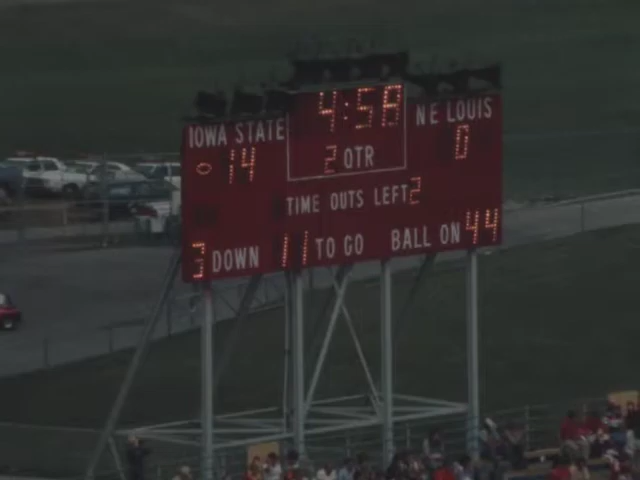 4:58
IOWA STATE NE LOUIS
14 2 QTR 0
TIME OUTS LEFT 2
3 DOWN 11 TO GO BALL ON 44